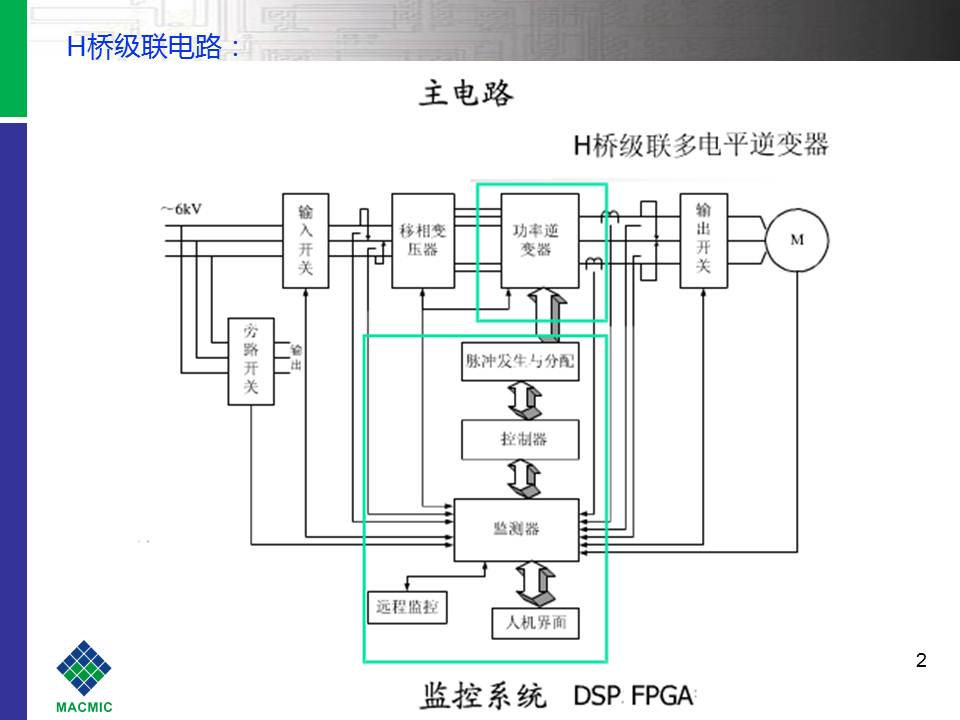 H桥级联电路：
主电路
H桥级联多电平逆变器
～6kV
输入开关
移相变压器
功率逆变器
输出开关
M
旁路开关
输出
脉冲发生与分配
控制器
监测器
远程监控
人机界面
2
MACMIC
监控系统 DSP FPGA